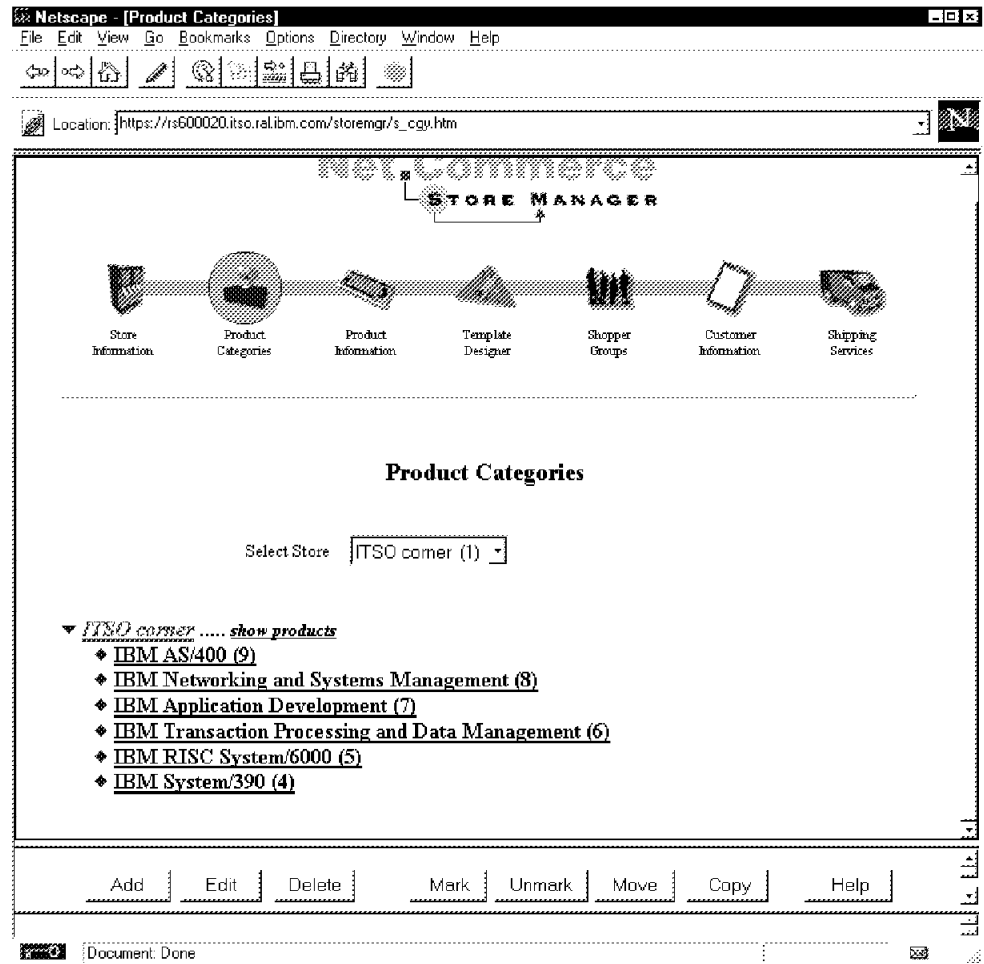 Netscape - [Product Categories]
File Edit View Go Bookmarks Options Directory Window Help
Location: https://rs600020.itso.ral.ibm.com/storemgr/s_cgy.htm
N
Net.Commerce
STORE MANAGER
Store Information
Product Categories
Product Information
Template Designer
Shopper Groups
Customer Information
Shipping Services
Product Categories
Select Store ITSO corner (1)
ITSO corner ..... show products
IBM AS/400 (9)
IBM Networking and Systems Management (8)
IBM Application Development (7)
IBM Transaction Processing and Data Management (6)
IBM RISC System/6000 (5)
IBM System/390 (4)
Add Edit Delete Mark Unmark Move Copy Help
Document: Done